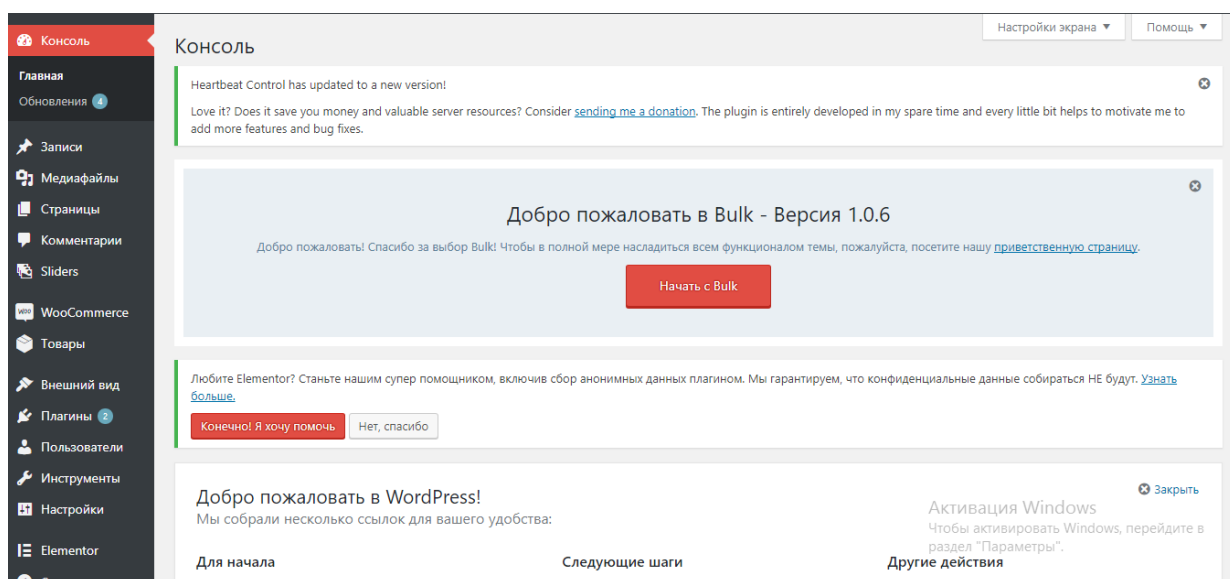 Настройки экрана
Помощь
Консоль
Консоль
Главная
Обновления 4
Записи
Медиафайлы
Страницы
Комментарии
Sliders
WooCommerce
Товары
Внешний вид
Плагины 2
Пользователи
Инструменты
Настройки
Elementor
Heartbeat Control has updated to a new version!
Love it? Does it save you money and valuable server resources? Consider sending me a donation. The plugin is entirely developed in my spare time and every little bit helps to motivate me to
add more features and bug fixes.
Добро пожаловать в Bulk - Версия 1.0.6
Добро пожаловать! Спасибо за выбор Bulk! Чтобы в полной мере насладиться всем функционалом темы, пожалуйста, посетите нашу приветственную страницу.
Начать с Bulk
Любите Elementor? Станьте нашим супер помощником, включив сбор анонимных данных плагином. Мы гарантируем, что конфиденциальные данные собираться НЕ будут. Узнать
больше.
Конечно! Я хочу помочь
Нет, спасибо
Добро пожаловать в WordPress!
Закрыть
Мы собрали несколько ссылок для вашего удобства:
Активация Windows
Чтобы активировать Windows, перейдите в
раздел "Параметры".
Для начала
Следующие шаги
Другие действия